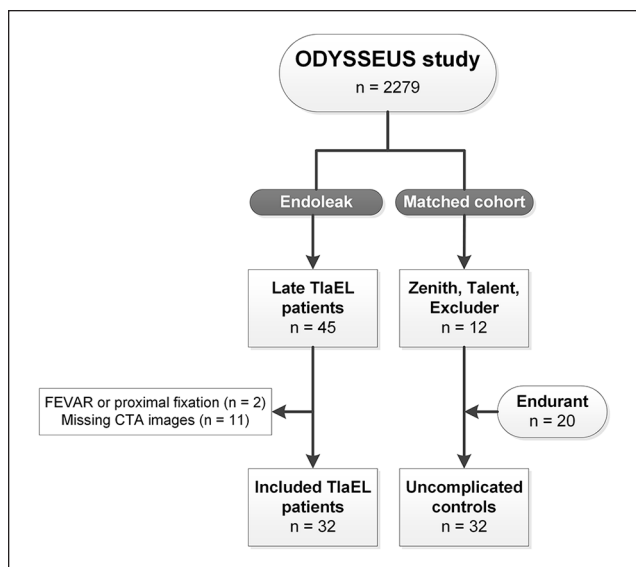 ODYSSEUS study
n = 2279
Endoleak
Matched cohort
Late TIaEL
patients
n = 45
Zenith, Talent,
Excluder
n = 12
FEVAR or proximal fixation (n = 2)
Missing CTA images (n = 11)
Endurant
n = 20
Included TIaEL
patients
n = 32
Uncomplicated
controls
n = 32